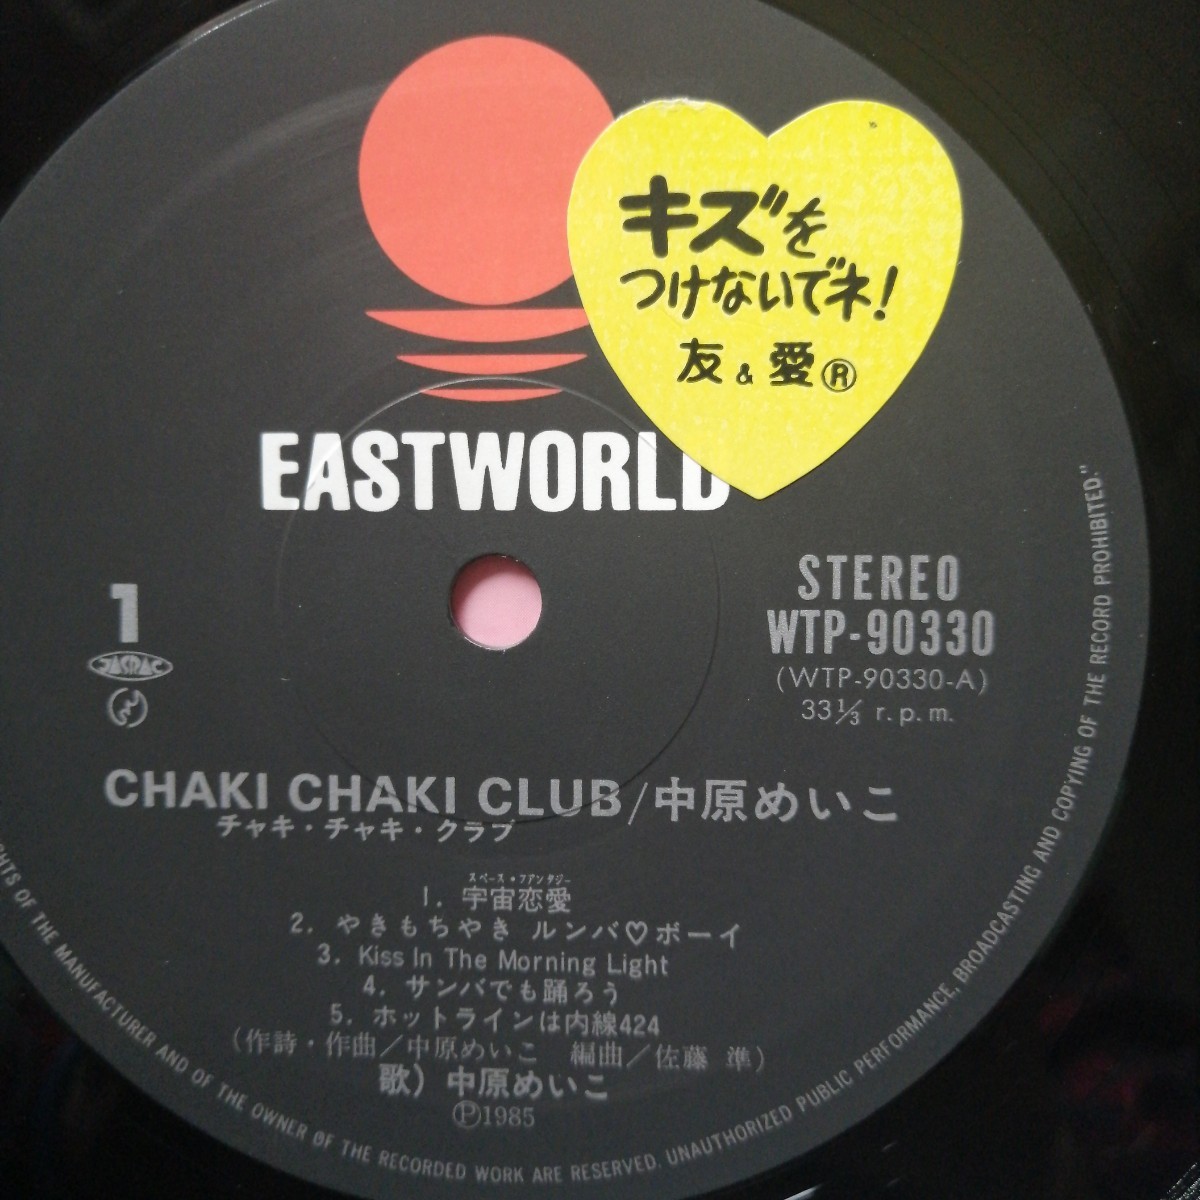 キズを
つけないでネ!
友 & 愛 ®
EASTWORLD
STEREO
WTP-90330
(WTP-90330-A)
33⅓ r.p.m.
1
JASRAC
CHAKI CHAKI CLUB/中原めいこ
チャキ・チャキ・クラブ
スペース・ファンタジー
1. 宇宙恋愛
2. やきもちやき ルンバ♡ボーイ
3. Kiss In The Morning Light
4. サンバでも踊ろう
5. ホットラインは内線424
(作詩・作曲/中原めいこ 編曲/佐藤 準)
歌) 中原めいこ
Ⓟ1985
OF THE MANUFACTURER AND OF THE OWNER OF THE RECORDED WORK ARE RESERVED. UNAUTHORIZED PUBLIC PERFORMANCE, BROADCASTING AND COPYING OF THE RECORD PROHIBITED."